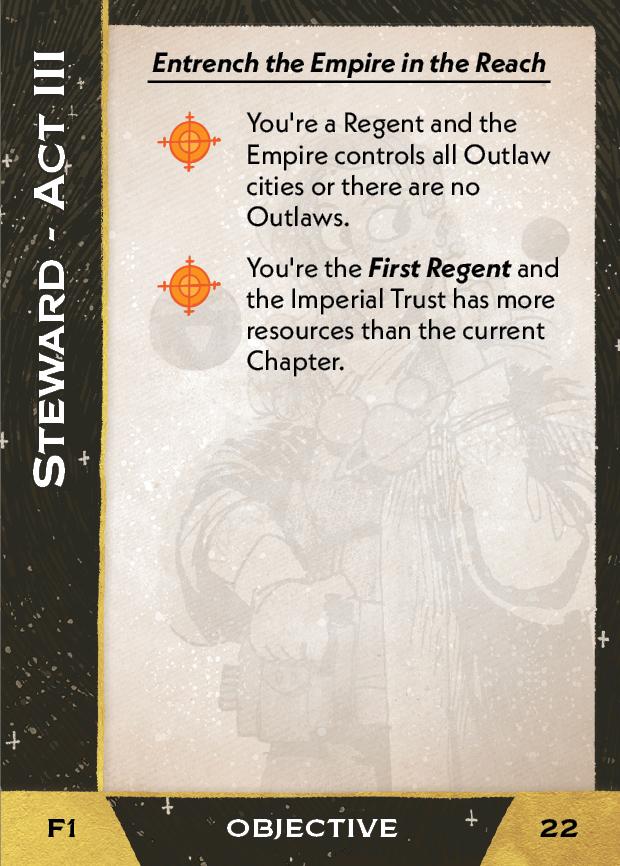 STEWARD - ACT III
Entrench the Empire in the Reach
You're a Regent and the
Empire controls all Outlaw
cities or there are no
Outlaws.
You're the First Regent and
the Imperial Trust has more
resources than the current
Chapter.
F1
OBJECTIVE
22